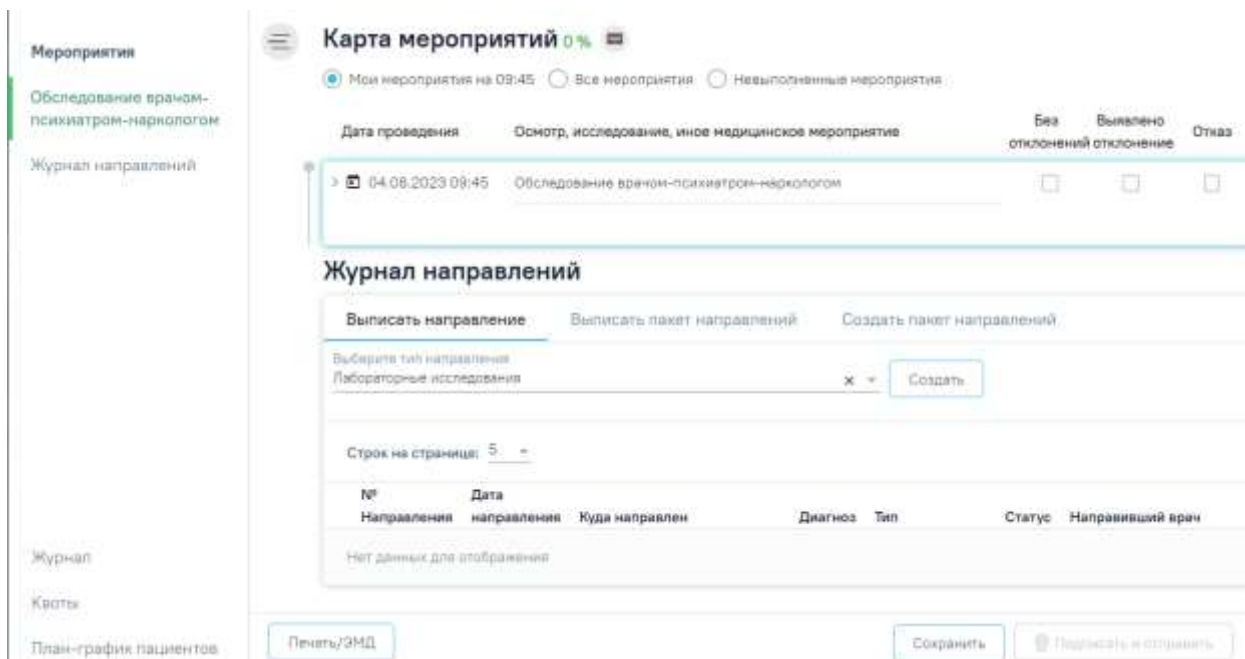 Мероприятия
Обследование врачом-
психиатром-наркологом
Журнал направлений
Журнал
Квоты
План-график пациентов
Карта мероприятий 0 %
Мои мероприятия на 09:45 Все мероприятия Невыполненные мероприятия
Дата проведения Осмотр, исследование, иное медицинское мероприятие Без отклонений Выявлено отклонение Отказ
04.08.2023 09:45 Обследование врачом-психиатром-наркологом
Журнал направлений
Выписать направление Выписать пакет направлений Создать пакет направлений
Выберите тип направления
Лабораторные исследования x Создать
Строк на странице: 5
№ Направления Дата направления Куда направлен Диагноз Тип Статус Направивший врач
Нет данных для отображения
Печать/ЭМД Сохранить Подписать и отправить